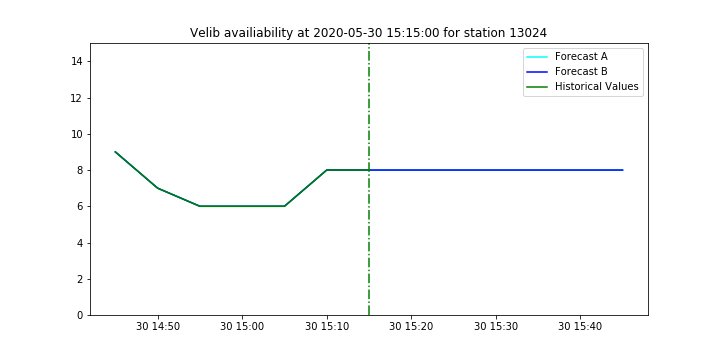 Velib availiability at 2020-05-30 15:15:00 for station 13024
Forecast A
Forecast B
Historical Values
14
12
10
8
6
4
2
0
30 14:50 30 15:00 30 15:10 30 15:20 30 15:30 30 15:40